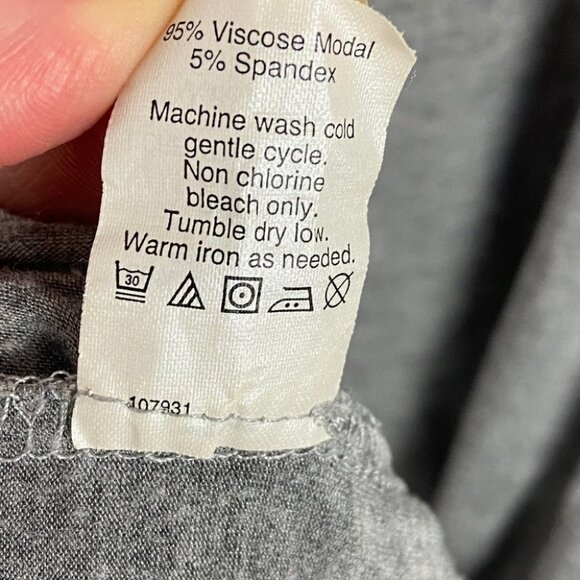 95% Viscose Modal
5% Spandex
Machine wash cold
gentle cycle.
Non chlorine
bleach only.
Tumble dry low.
Warm iron as needed.
30
107931